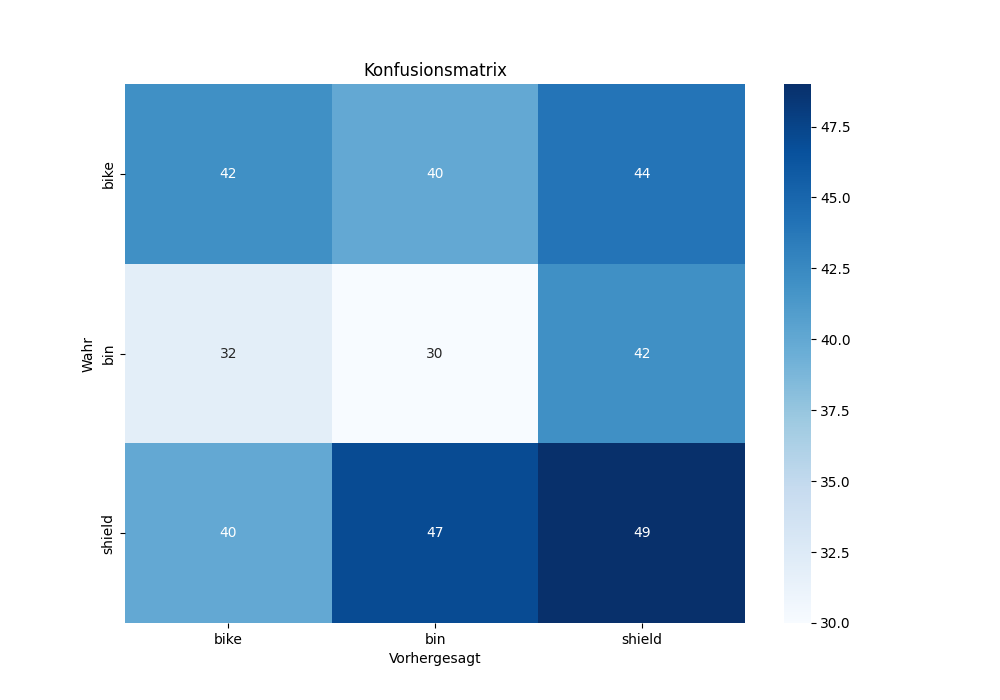 Konfusionsmatrix
bike 42 40 44
Wahr
bin 32 30 42
shield 40 47 49
bike bin shield
Vorhergesagt
47.5
45.0
42.5
40.0
37.5
35.0
32.5
30.0